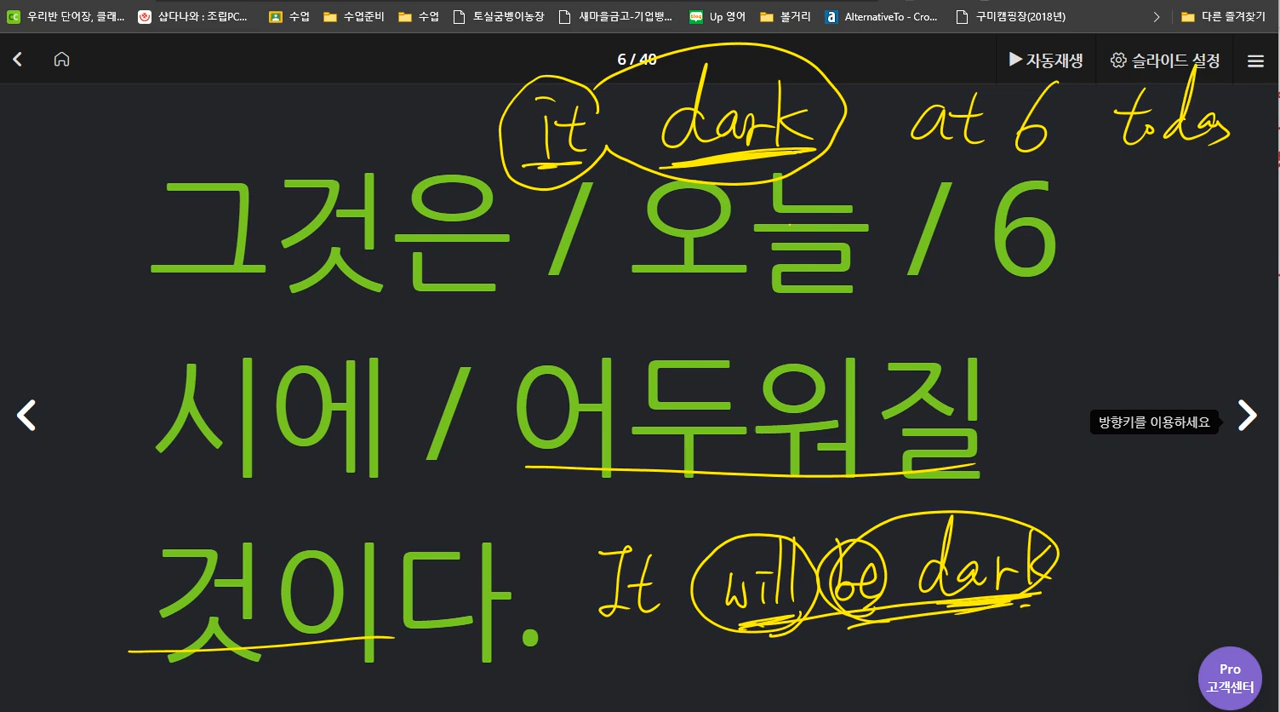 우리반 단어장, 클래... 샵다나와 : 조립PC... 수업 수업준비 수업 토실굼벵이농장 새마을금고-기업뱅... Up 영어 볼거리 AlternativeTo - Cro... 구미캠핑장(2018년) 다른 즐겨찾기
6 / 40 자동재생 슬라이드 설정
it dark at 6 today
그것은 / 오늘 / 6
시에 / 어두워질
방향키를 이용하세요
것이다.
It will be dark
Pro
고객센터